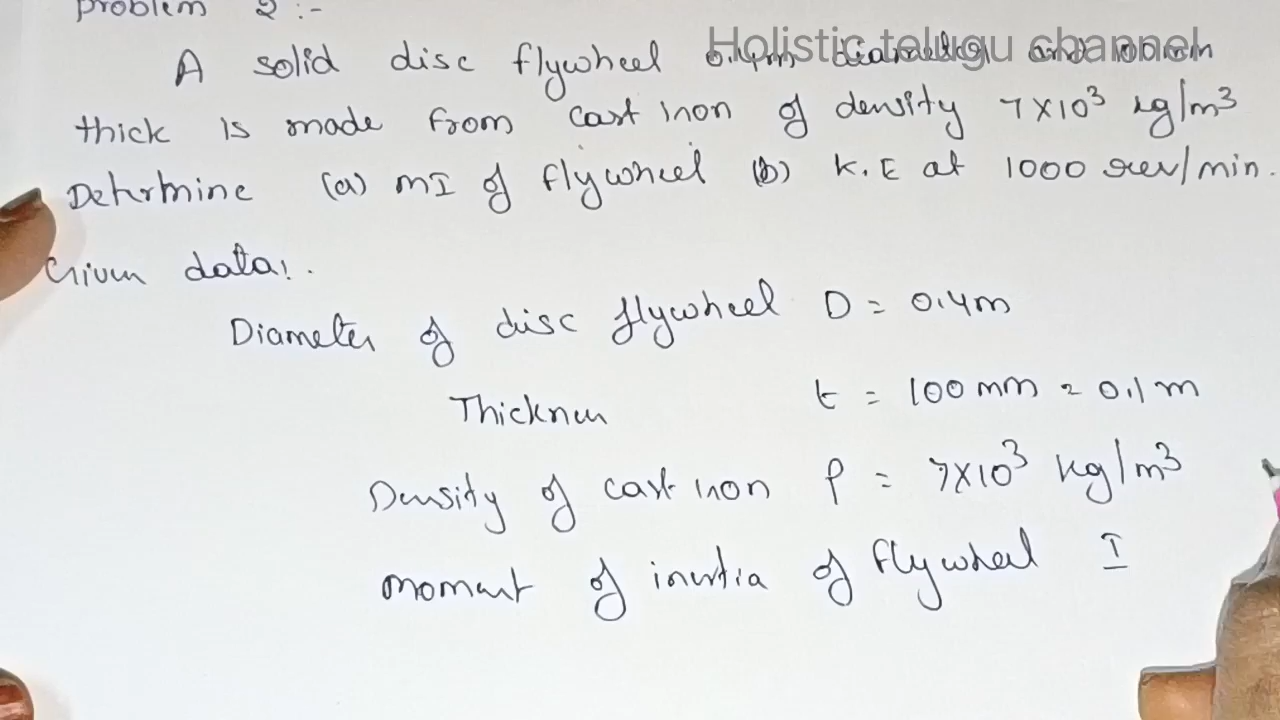 Problem 2 :-
Holistic telugu channel
A solid disc flywheel 0.4m diameter and 100mm
thick is made from cast iron of density 7x10³ kg/m³
Determine (a) MI of flywheel (b) K.E at 1000 rev/min.
Given data:.
Diameter of disc flywheel D = 0.4m
Thickness t = 100 mm = 0.1 m
Density of cast iron ρ = 7x10³ kg/m³
moment of inertia of flywheel I